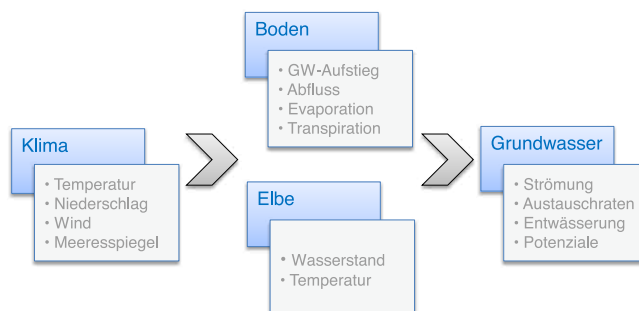 Klima
• Temperatur
• Niederschlag
• Wind
• Meeresspiegel
Boden
• GW-Aufstieg
• Abfluss
• Evaporation
• Transpiration
Elbe
• Wasserstand
• Temperatur
Grundwasser
• Strömung
• Austauschraten
• Entwässerung
• Potenziale